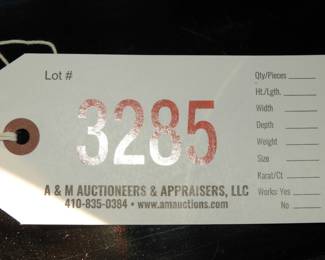 Lot #
3285
A & M AUCTIONEERS & APPRAISERS, LLC
410-835-0384 • www.amauctions.com
Qty/Pieces
Ht./Lgth.
Width
Depth
Weight
Size
Karat/Ct
Works: Yes
No